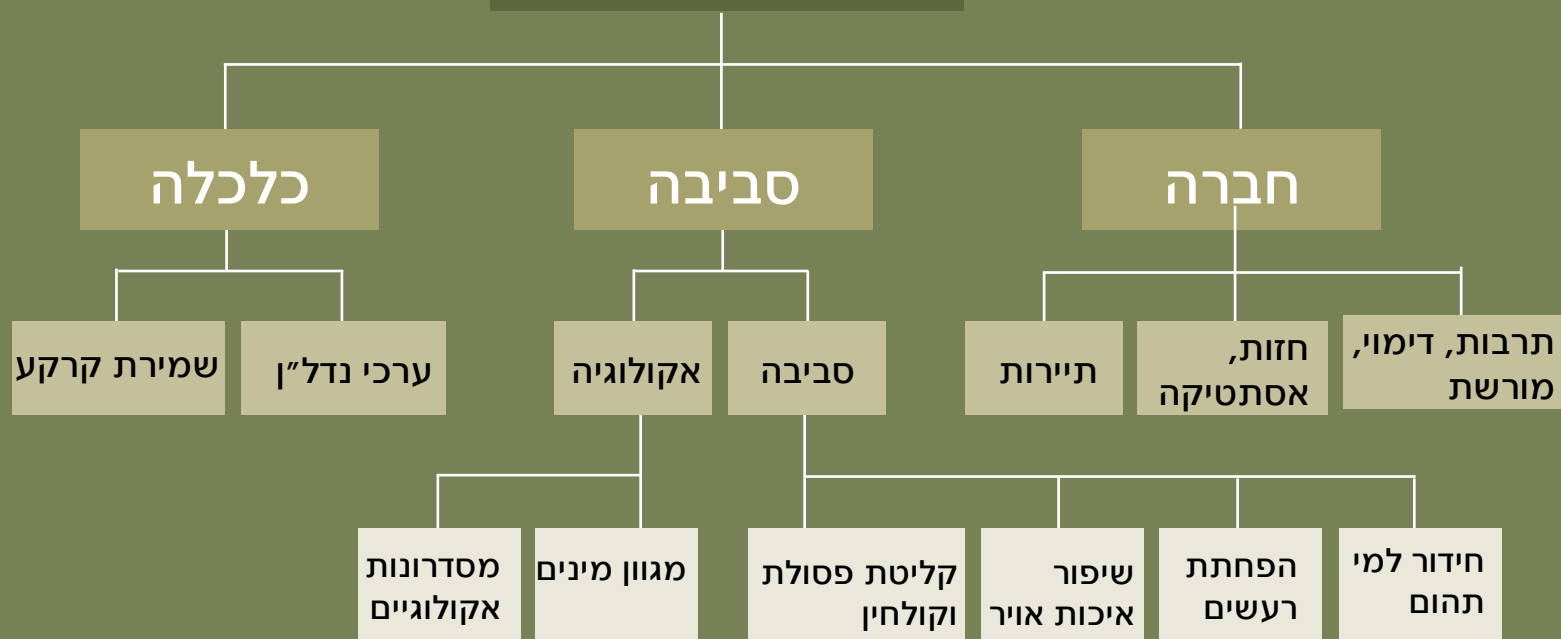 חברה
סביבה
כלכלה
תרבות, דימוי,
מורשת
חזות,
אסתטיקה
תיירות
סביבה
אקולוגיה
ערכי נדל״ן
שמירת קרקע
חידור למי
תהום
הפחתת
רעשים
שיפור
איכות אויר
קליטת פסולת
וקולחין
מגוון מינים
מסדרונות
אקולוגיים